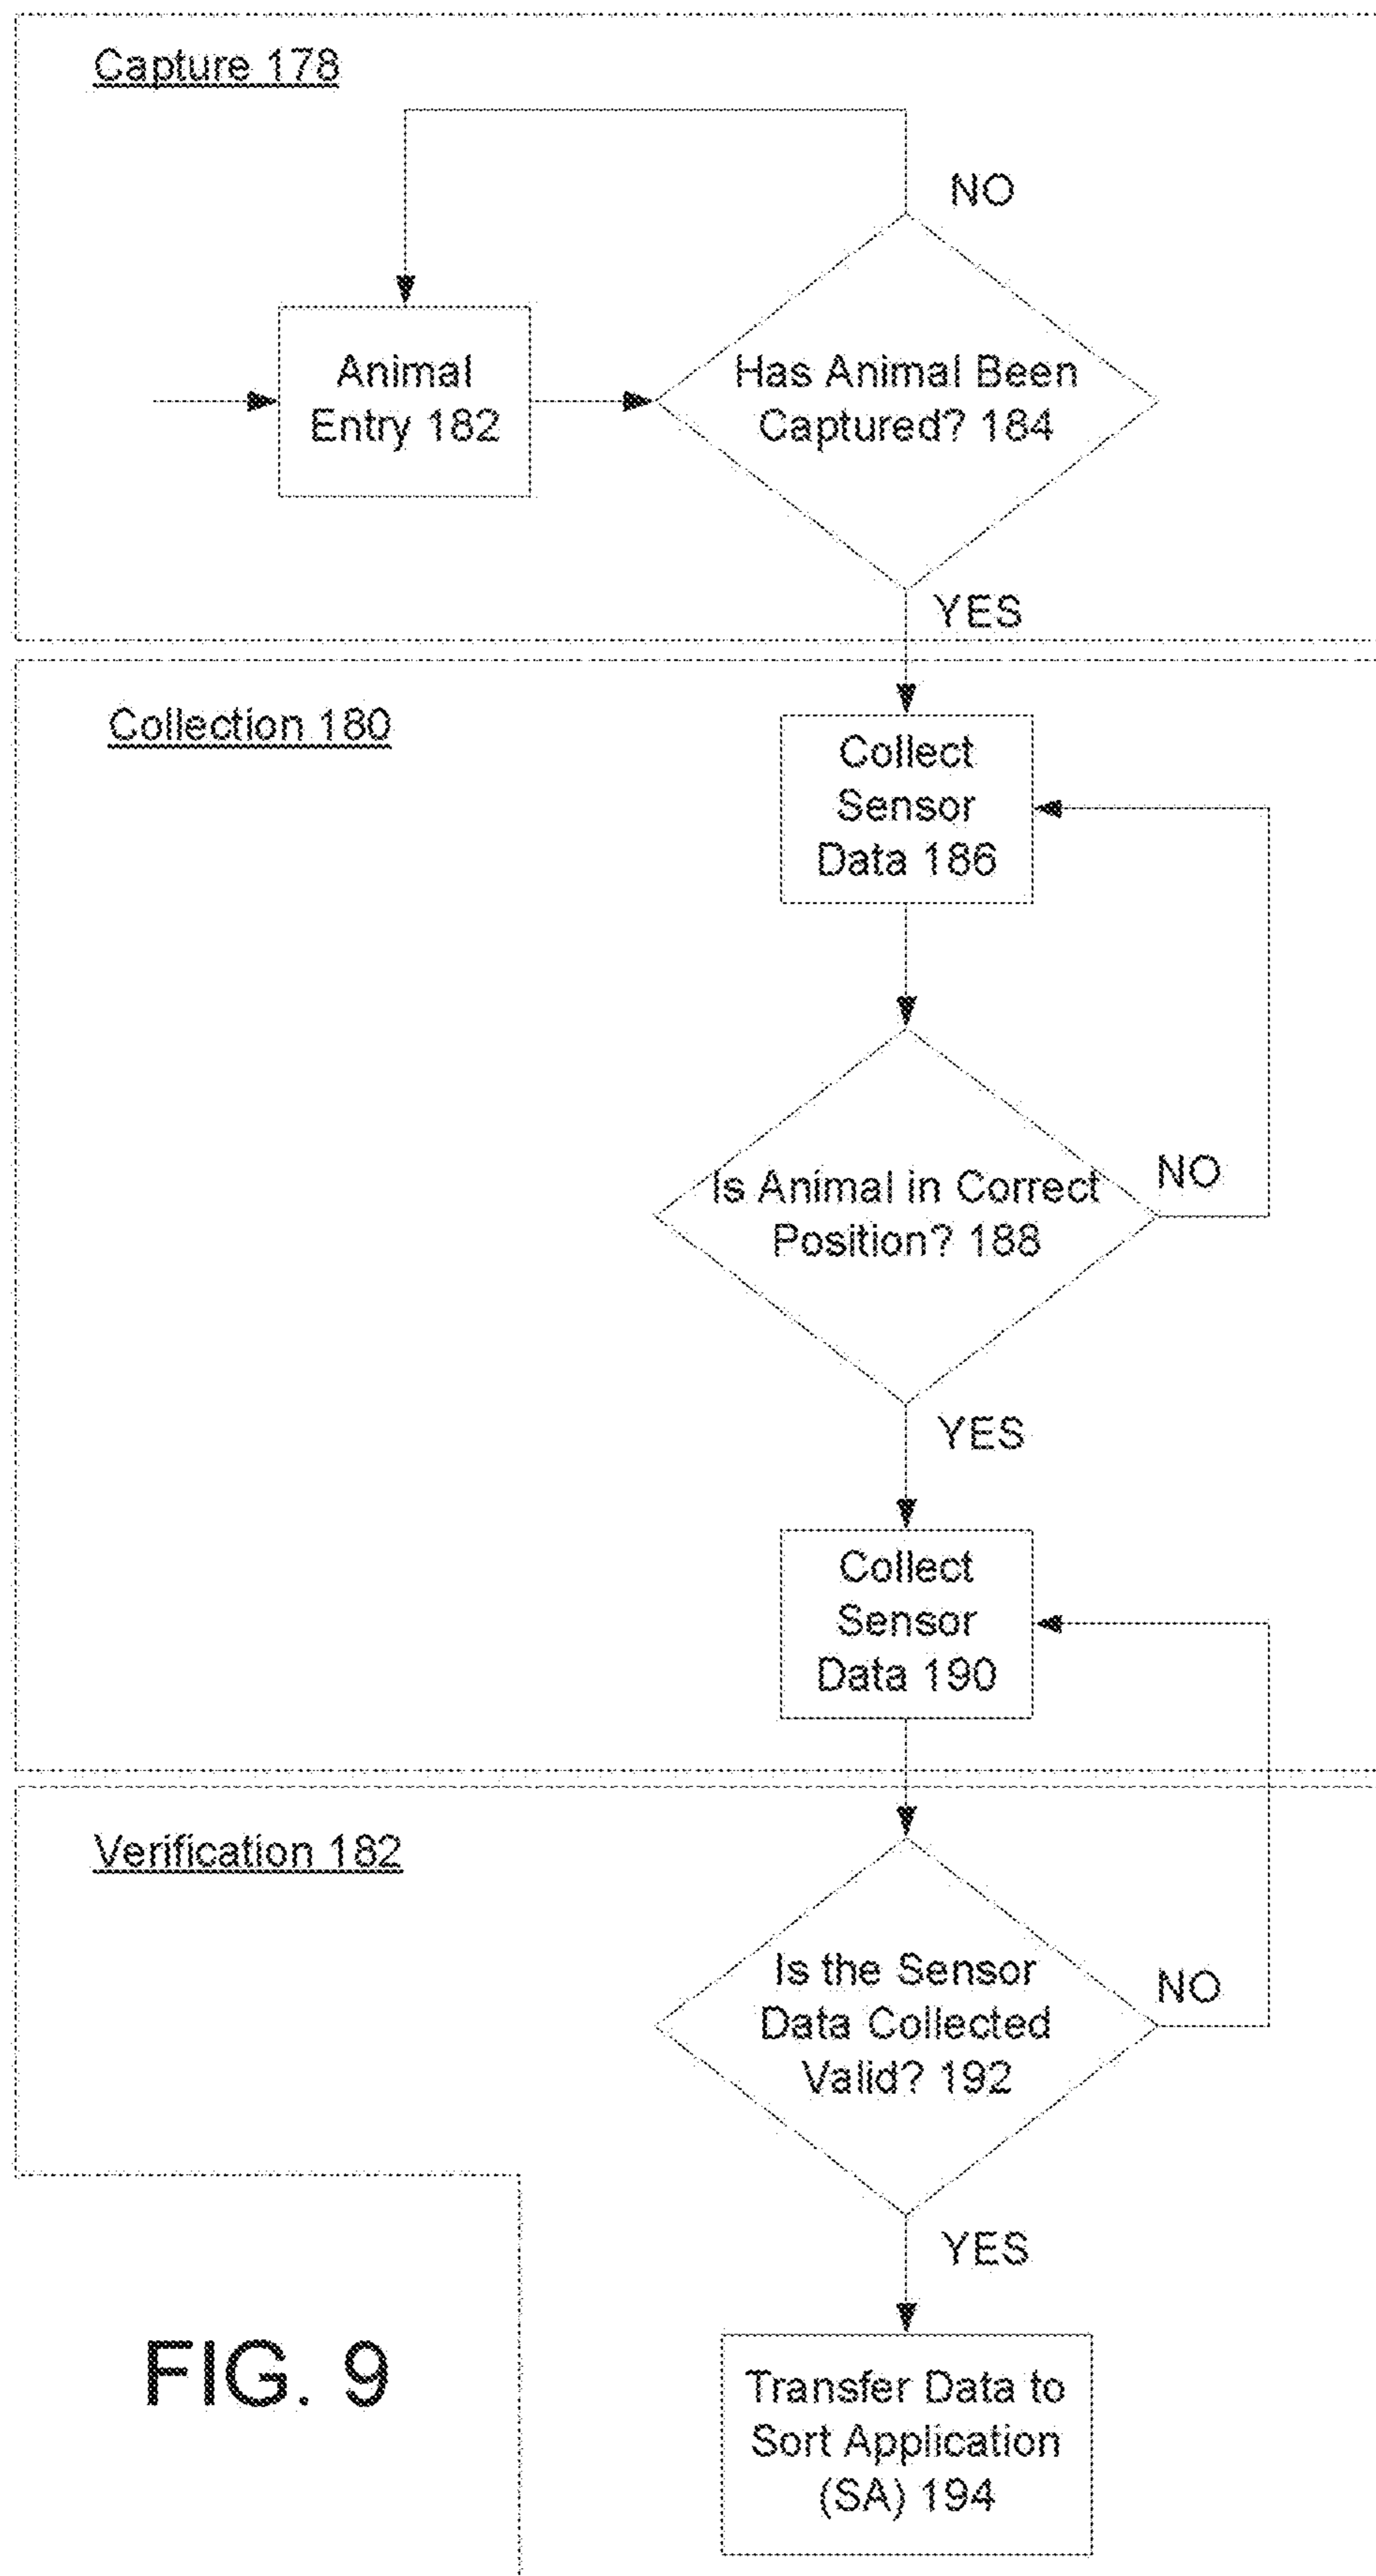 Capture 178
NO
Animal
Entry 182
Has Animal Been
Captured? 184
YES
Collection 180
Collect
Sensor
Data 186
Is Animal in Correct
Position? 188
NO
YES
Collect
Sensor
Data 190
Verification 182
Is the Sensor
Data Collected
Valid? 192
NO
YES
Transfer Data to
Sort Application
(SA) 194
FIG. 9